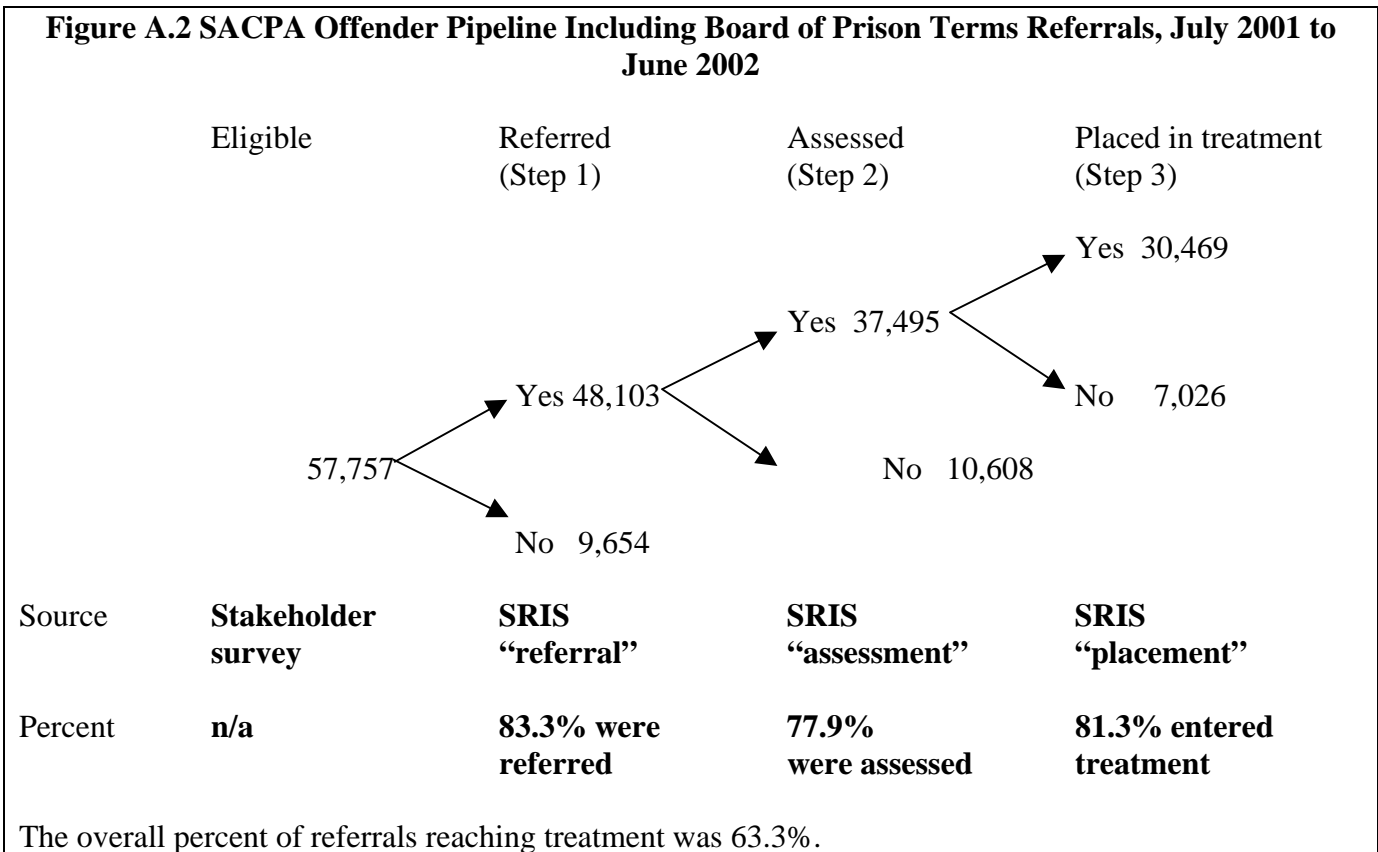 Figure A.2 SACPA Offender Pipeline Including Board of Prison Terms Referrals, July 2001 to
June 2002
Eligible Referred Assessed Placed in treatment
(Step 1) (Step 2) (Step 3)
Yes 30,469
Yes 37,495
Yes 48,103 No 7,026
57,757 No 10,608
No 9,654
Source Stakeholder SRIS SRIS SRIS
survey “referral” “assessment” “placement”
Percent n/a 83.3% were 77.9% 81.3% entered
referred were assessed treatment
The overall percent of referrals reaching treatment was 63.3%.